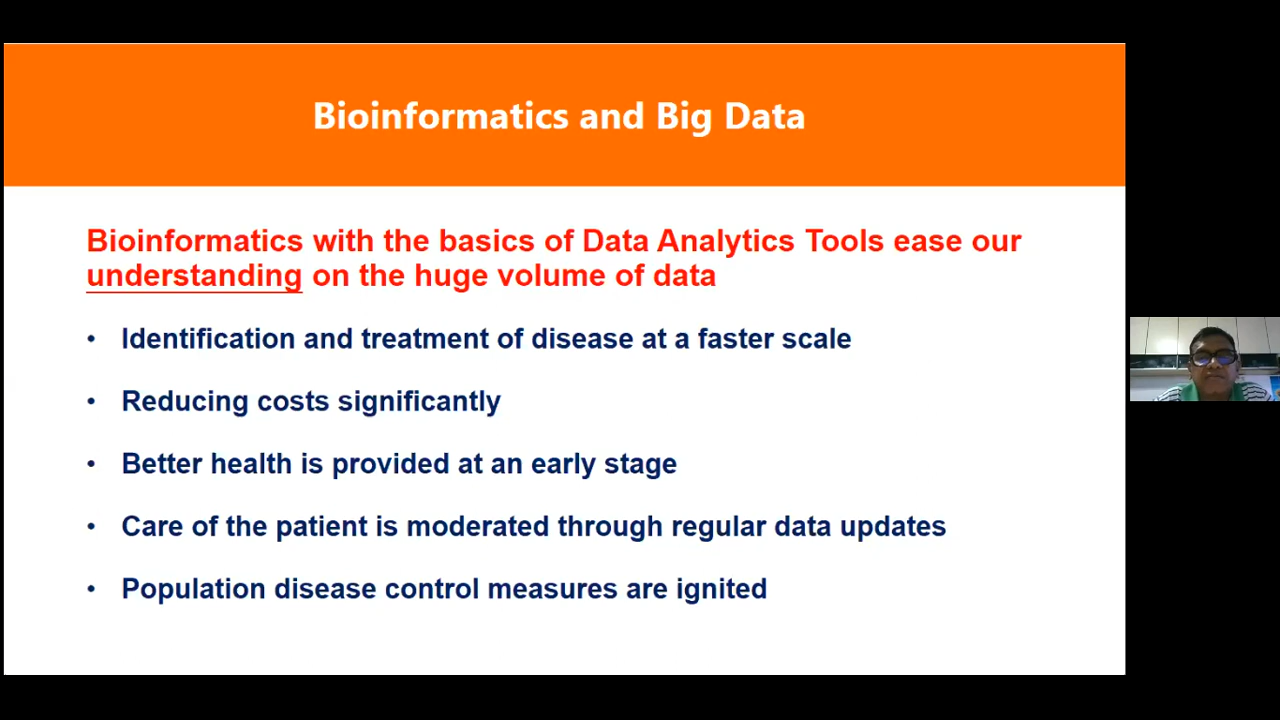 Bioinformatics and Big Data
Bioinformatics with the basics of Data Analytics Tools ease our
understanding on the huge volume of data
• Identification and treatment of disease at a faster scale
• Reducing costs significantly
• Better health is provided at an early stage
• Care of the patient is moderated through regular data updates
• Population disease control measures are ignited